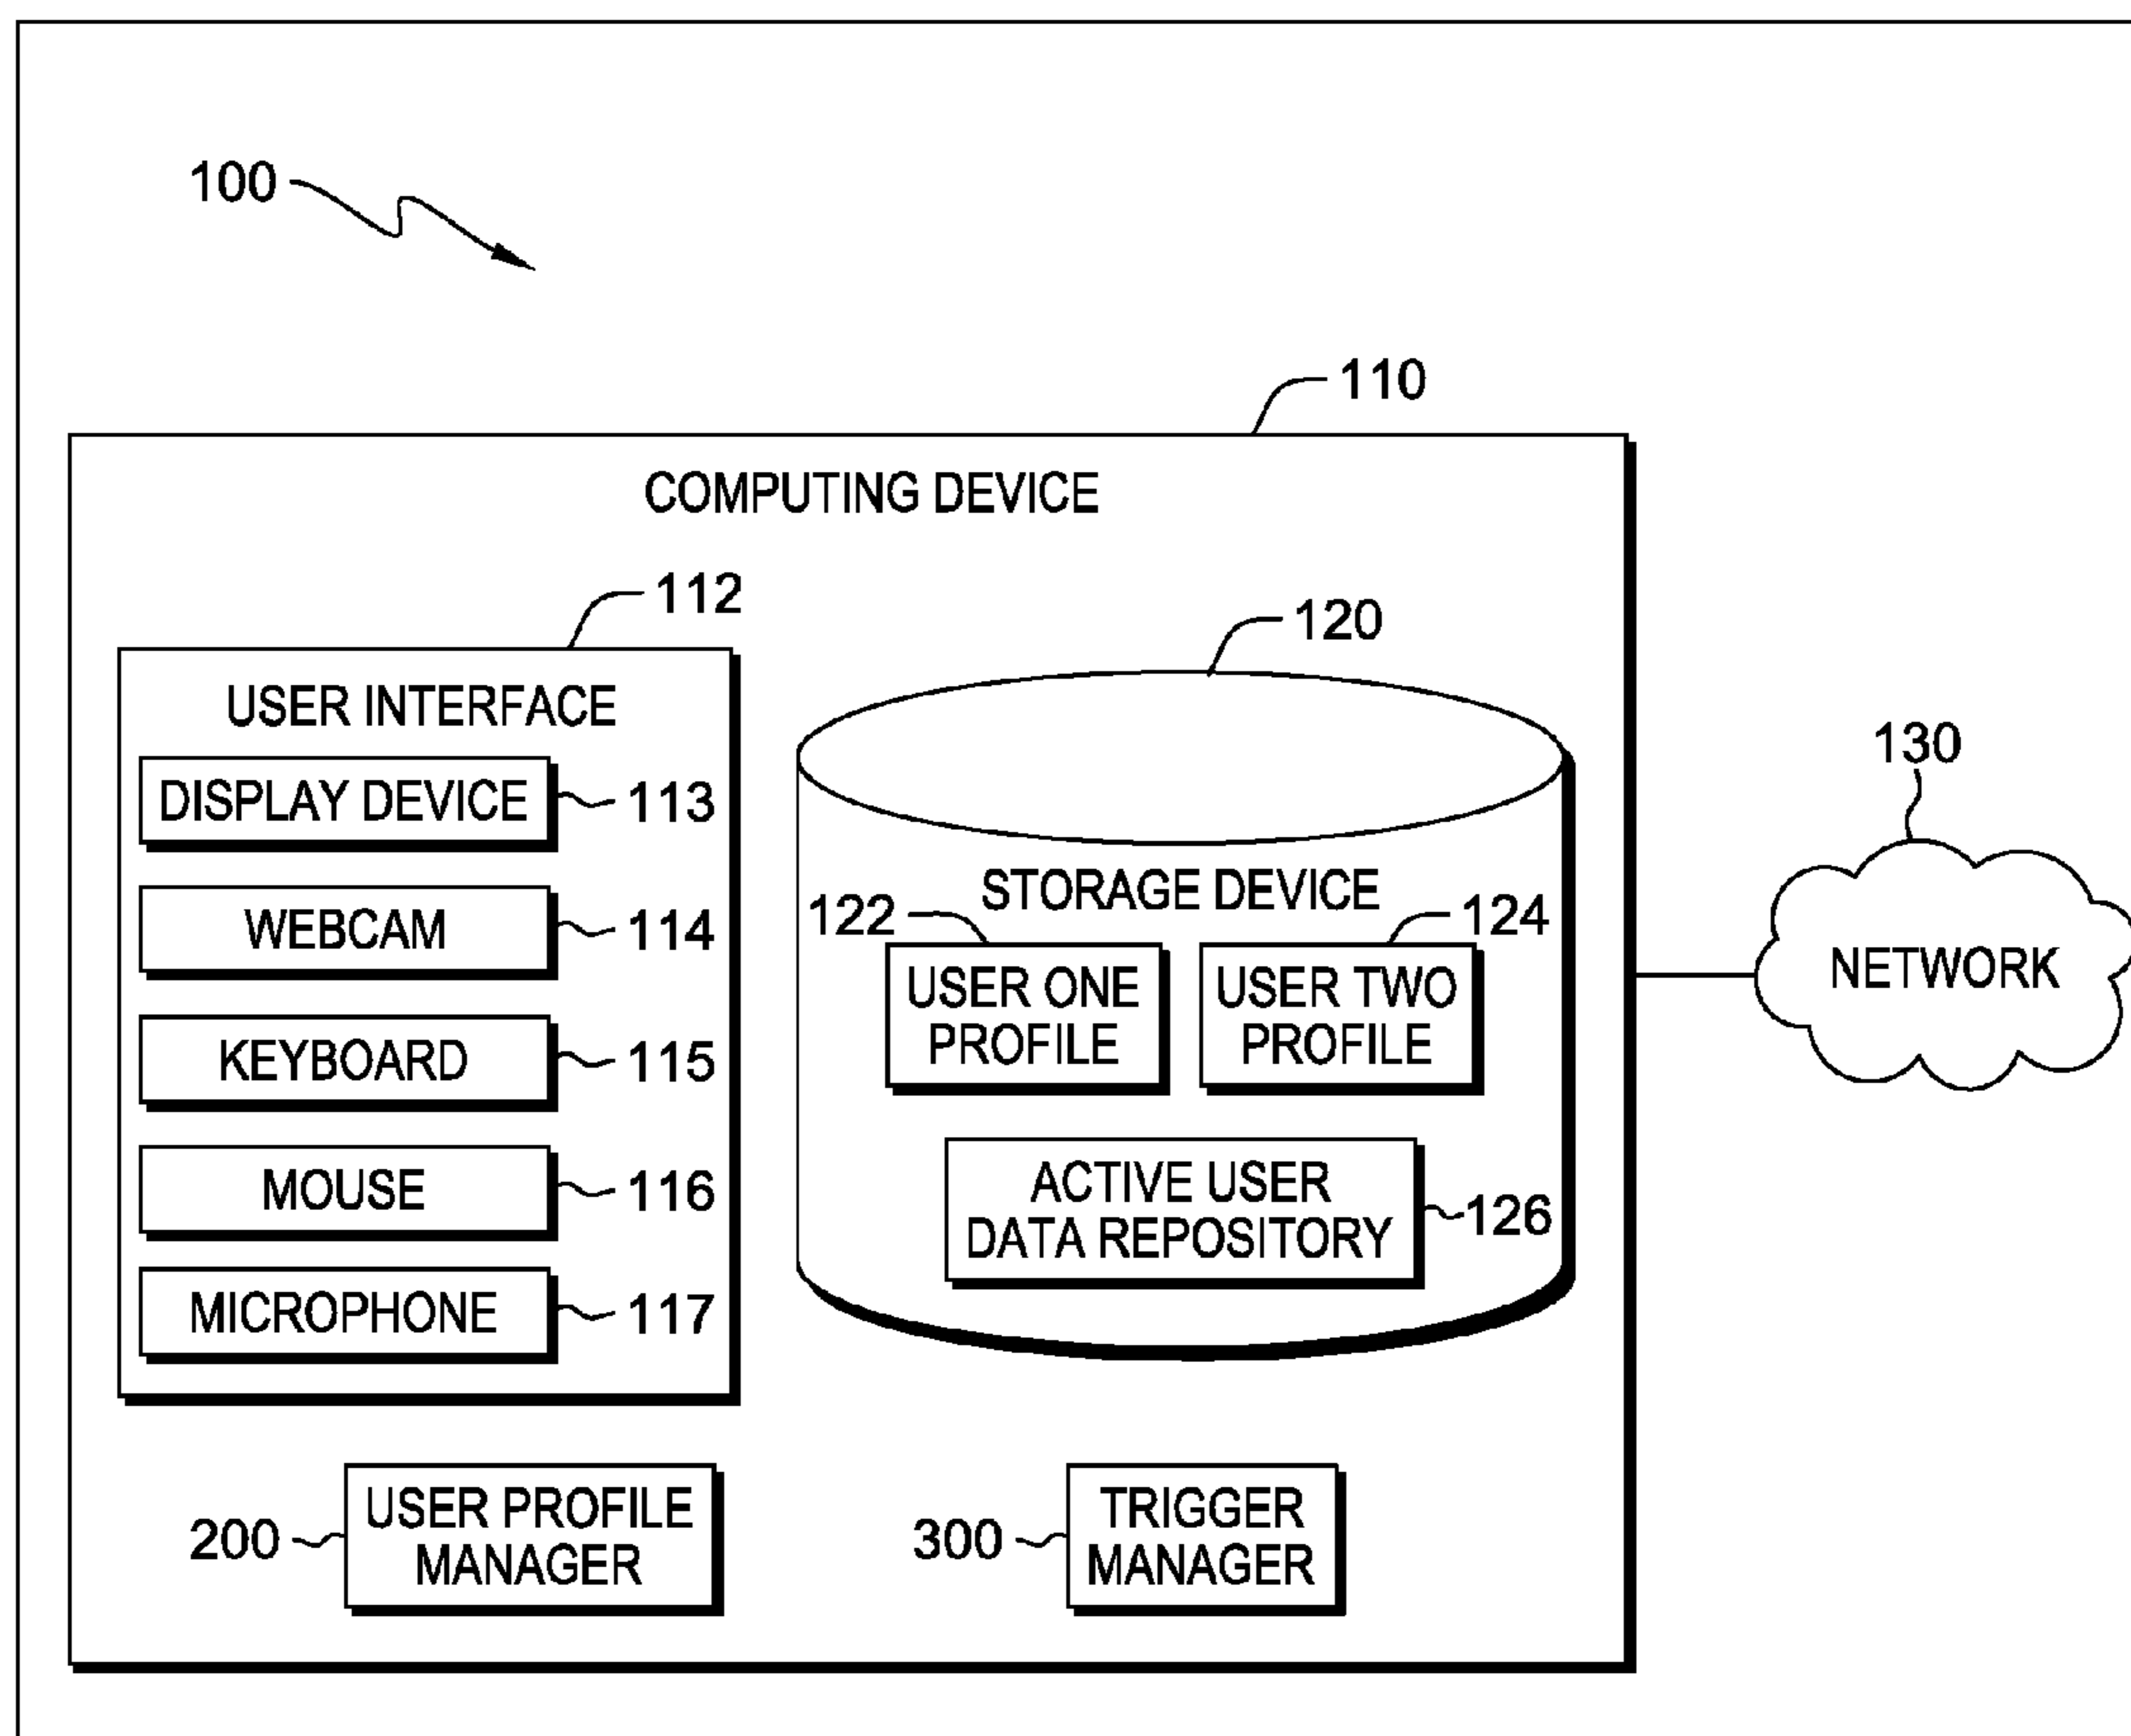 100
110
COMPUTING DEVICE
112
120
USER INTERFACE
130
DISPLAY DEVICE
113
STORAGE DEVICE
122
124
WEBCAM
114
USER ONE
PROFILE
USER TWO
PROFILE
NETWORK
KEYBOARD
115
MOUSE
116
ACTIVE USER
DATA REPOSITORY
126
MICROPHONE
117
200
USER PROFILE
MANAGER
300
TRIGGER
MANAGER